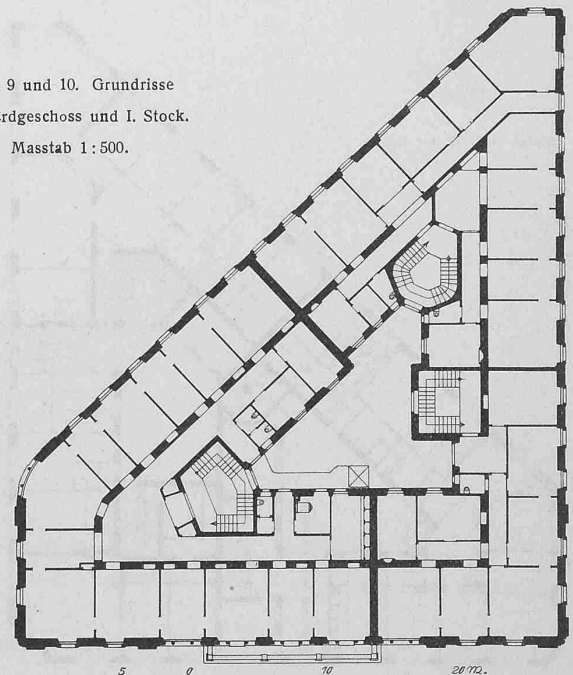 9 und 10. Grundrisse
rdgeschoss und I. Stock.
Masstab 1 : 500.
5 0 10 20 M.